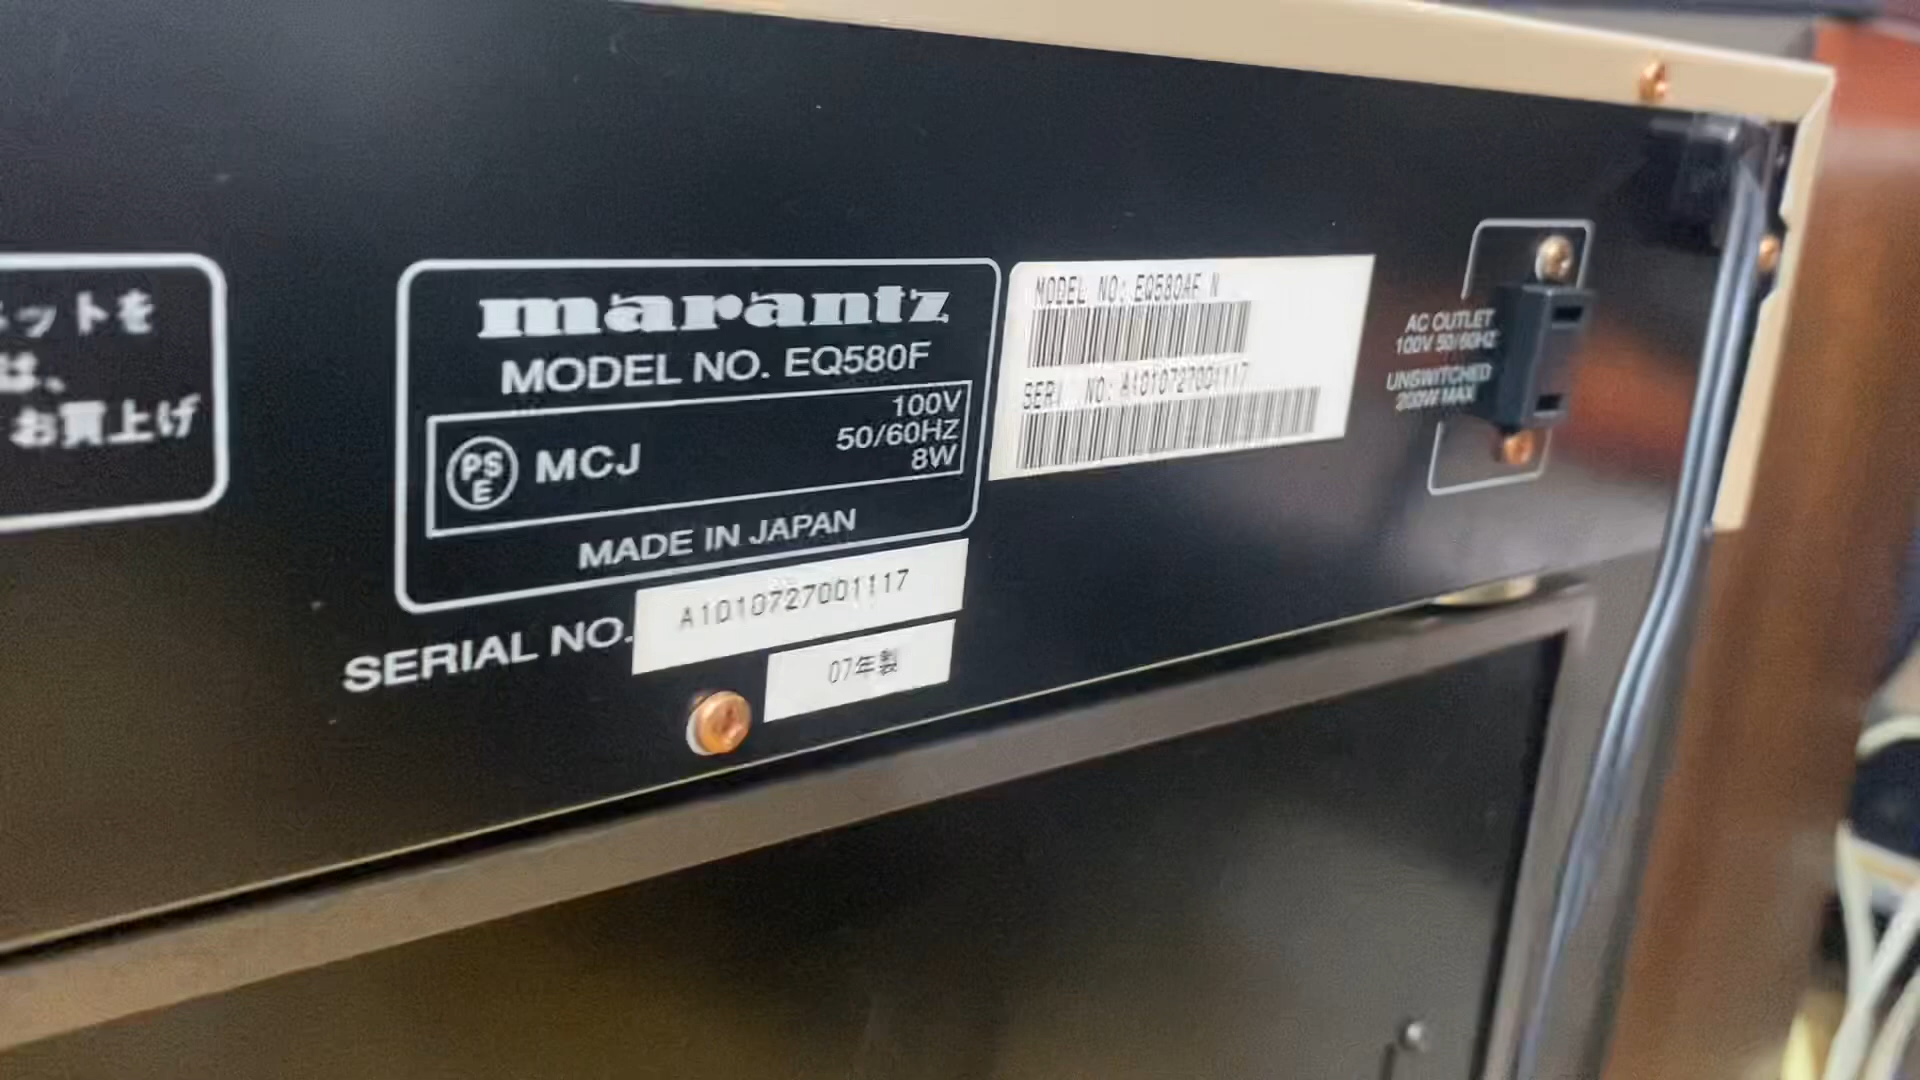 ットを
は、
お買上げ
marantz
MODEL NO. EQ580F
PS
E
MCJ
100V
50/60HZ
8W
MADE IN JAPAN
SERIAL NO.
A1010727001117
07年製
MODEL NO: EQ580AF N
SERI. NO: A1010727001117
AC OUTLET
100V 50/60HZ
UNSWITCHED
200W MAX